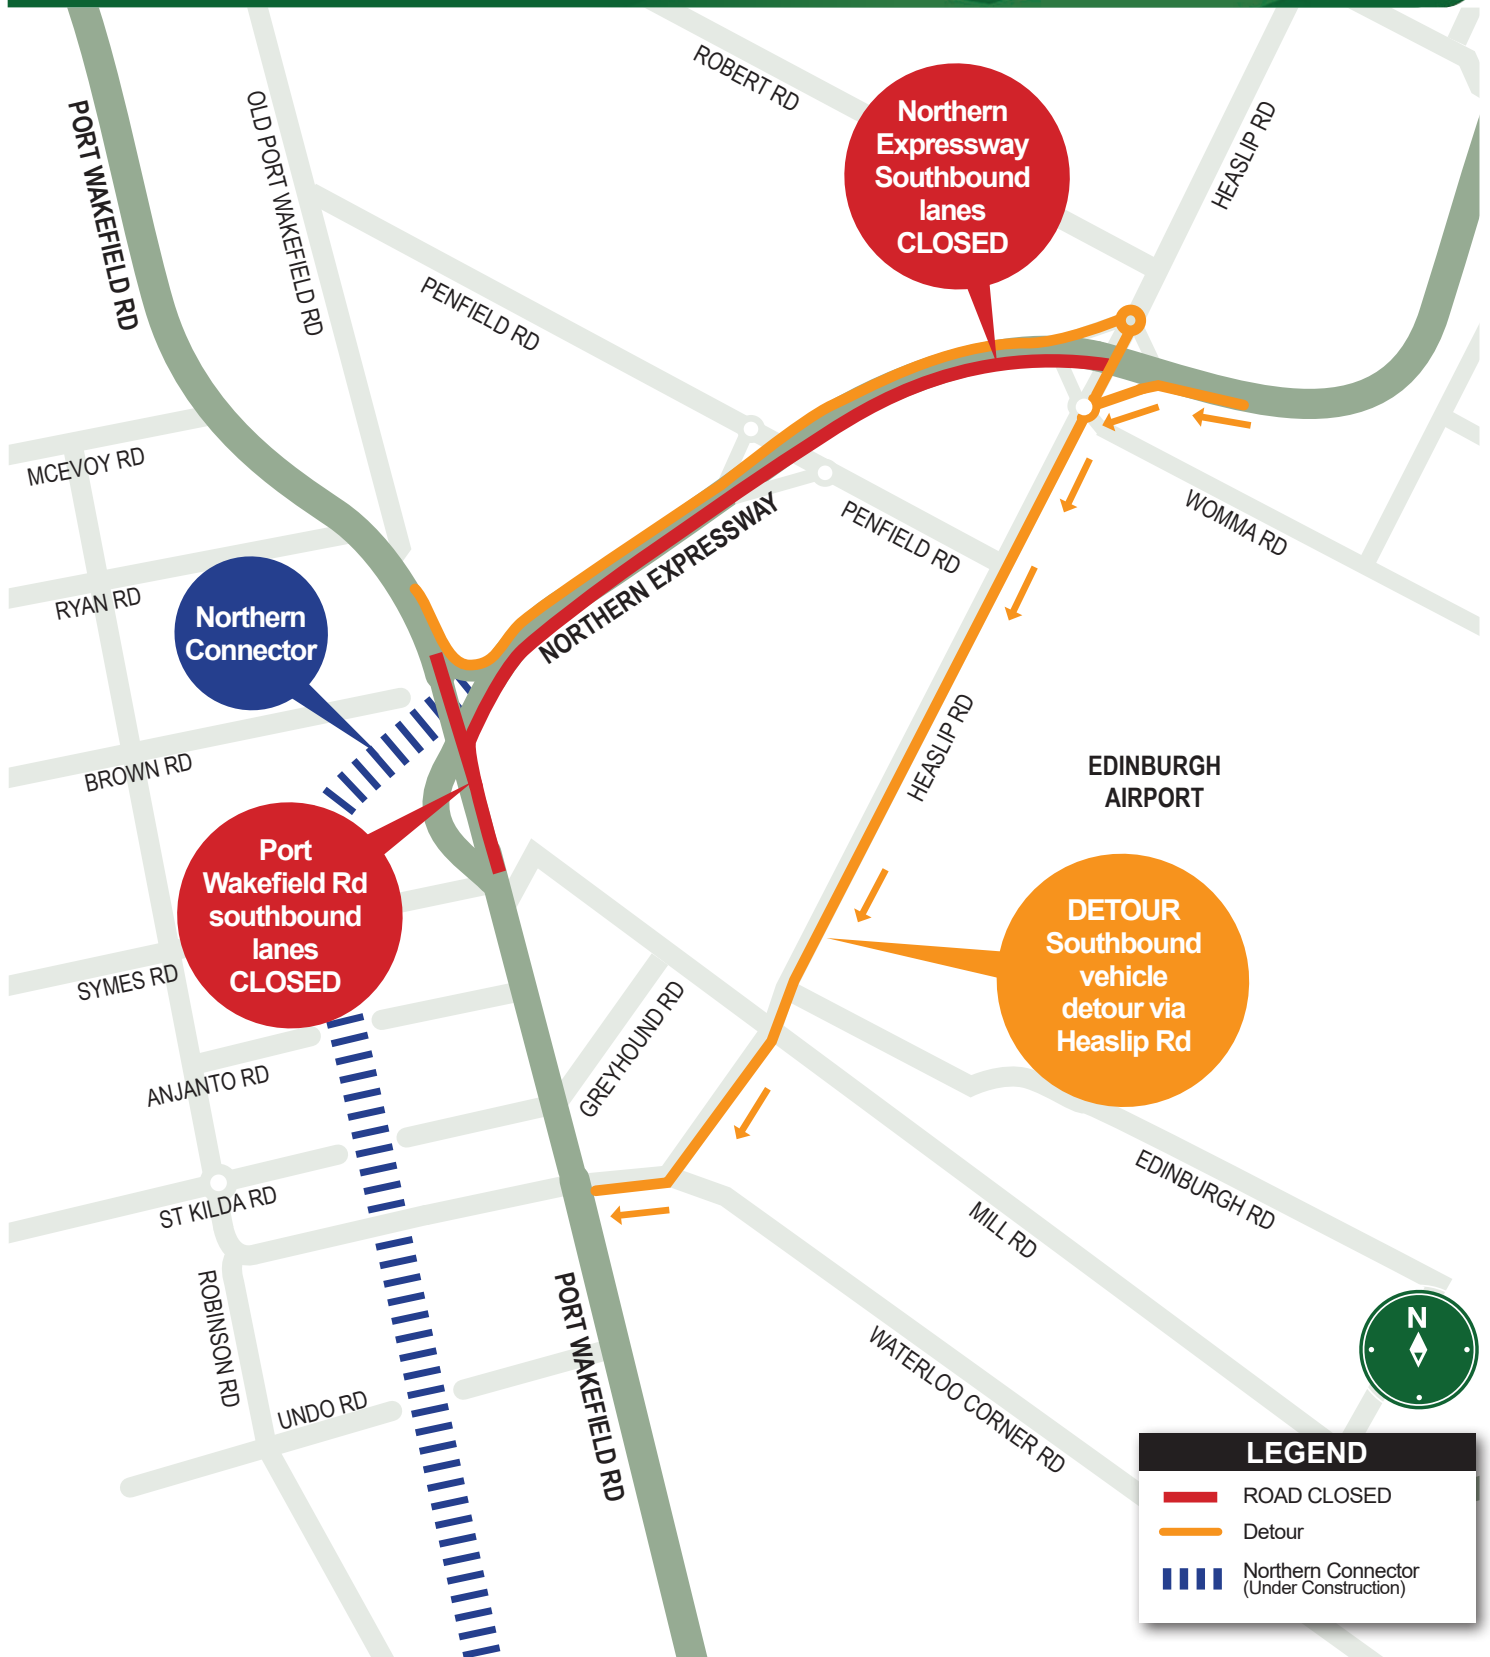 ROBERT RD
Northern
Expressway
Southbound
lanes
CLOSED
HEASLIP RD
PORT WAKEFIELD RD
OLD PORT WAKEFIELD RD
PENFIELD RD
MCEVOY RD
NORTHERN EXPRESSWAY
PENFIELD RD
WOMMA RD
RYAN RD
Northern
Connector
BROWN RD
HEASLIP RD
EDINBURGH
AIRPORT
Port
Wakefield Rd
southbound
lanes
CLOSED
DETOUR
Southbound
vehicle
detour via
Heaslip Rd
SYMES RD
GREYHOUND RD
ANJANTO RD
ST KILDA RD
EDINBURGH RD
MILL RD
ROBINSON RD
PORT WAKEFIELD RD
WATERLOO CORNER RD
UNDO RD
N
LEGEND
ROAD CLOSED
Detour
Northern Connector
(Under Construction)